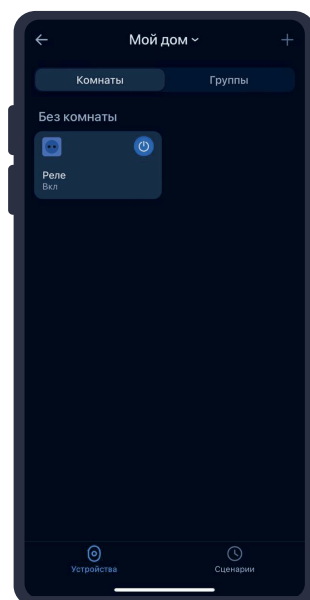 Мой дом
Комнаты Группы
Без комнаты
Реле
Вкл
Устройства Сценарии